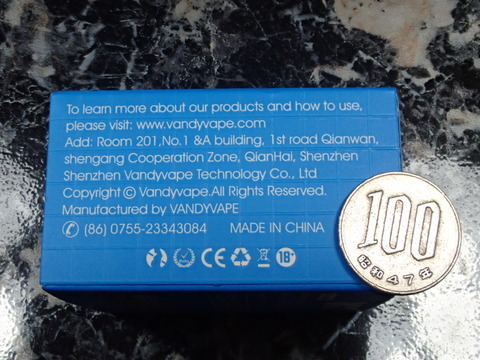 To learn more about our products and how to use,
please visit: www.vandyvape.com
Add: Room 201,No.1 &A building, 1st road Qianwan,
shengang Cooperation Zone, QianHai, Shenzhen
Shenzhen Vandyvape Technology Co., Ltd
Copyright © Vandyvape.All Rights Reserved.
Manufactured by VANDYVAPE
(86) 0755-23343084 MADE IN CHINA
CE 18+
100
昭和47年